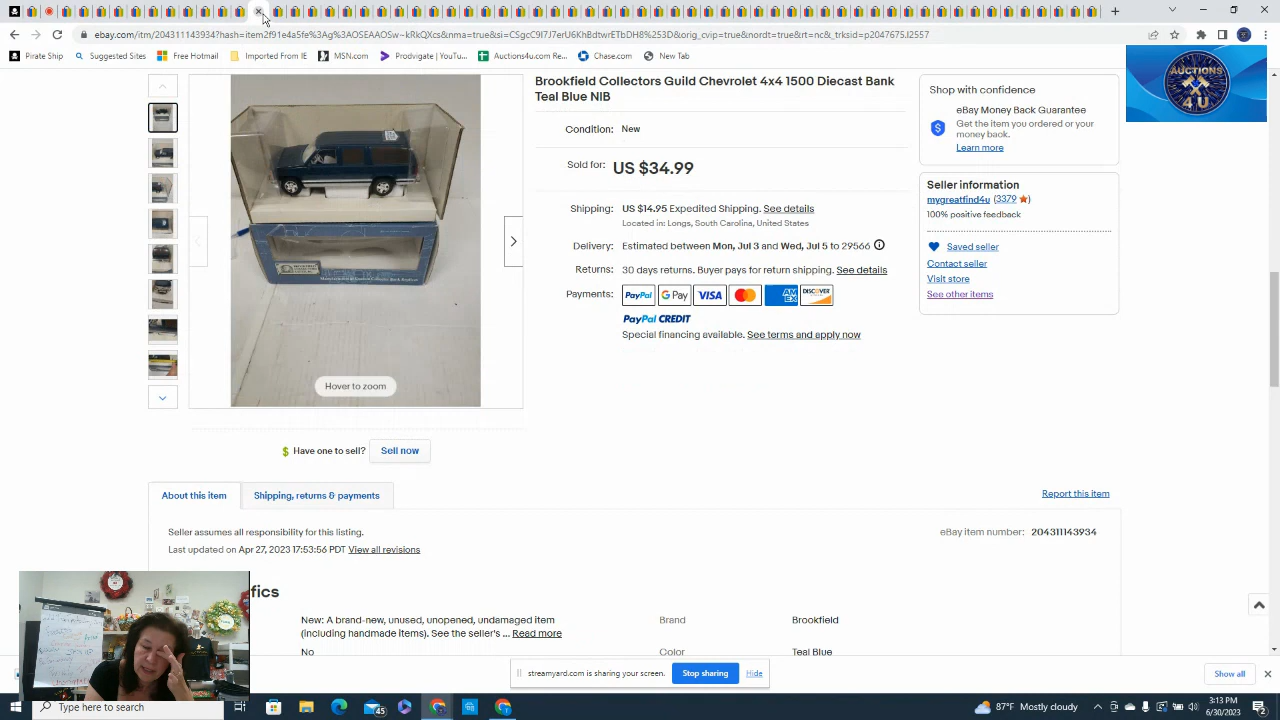 ebay.com/itm/204311143934?hash=item2f91e4a5fe%3Ag%3AOSEAAOSw~rRkQXcs&nma=true&si=CSgcC9I7J7erU6KhBdtwrETbDH8%253D&orig_cvip=true&nordt=true&rt=nc&_trksid=p2047675.l2557
Pirate Ship
Suggested Sites
Free Hotmail
Imported From IE
MSN.com
Prodvigate | YouTu...
Auctions4u.com Re...
Chase.com
New Tab
AUCTIONS
4 U
Brookfield Collectors Guild Chevrolet 4x4 1500 Diecast Bank
Teal Blue NIB
Condition: New
Sold for: US $34.99
Shipping: US $14.95 Expedited Shipping. See details
Located in: Longs, South Carolina, United States
Delivery: Estimated between Mon, Jul 3 and Wed, Jul 5 to 29566
Returns: 30 days returns. Buyer pays for return shipping. See details
Payments: PayPal G Pay VISA AM EX DISCOVER
PayPal CREDIT
Special financing available. See terms and apply now
Shop with confidence
eBay Money Back Guarantee
Get the item you ordered or your
money back.
Learn more
Seller information
mygreatfind4u (3379)
100% positive feedback
Saved seller
Contact seller
Visit store
See other items
Hover to zoom
Have one to sell? Sell now
About this item
Shipping, returns & payments
Report this item
Seller assumes all responsibility for this listing.
eBay item number: 204311143934
Last updated on Apr 27, 2023 17:53:56 PDT View all revisions
fics
New: A brand-new, unused, unopened, undamaged item
(including handmade items). See the seller's ... Read more
Brand Brookfield
No
Color Teal Blue
streamyard.com is sharing your screen. Stop sharing Hide
Show all
Type here to search
45
87°F Mostly cloudy
3:13 PM
6/30/2023
2